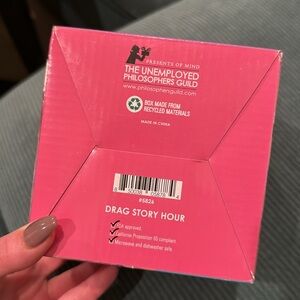 PRESENTS OF MIND
THE UNEMPLOYED
PHILOSOPHERS GUILD
www.philosophersguild.com
BOX MADE FROM
RECYCLED MATERIALS
MADE IN CHINA
#5826
DRAG STORY HOUR
approved.
California Proposition 65 compliant
Microwave and dishwasher safe